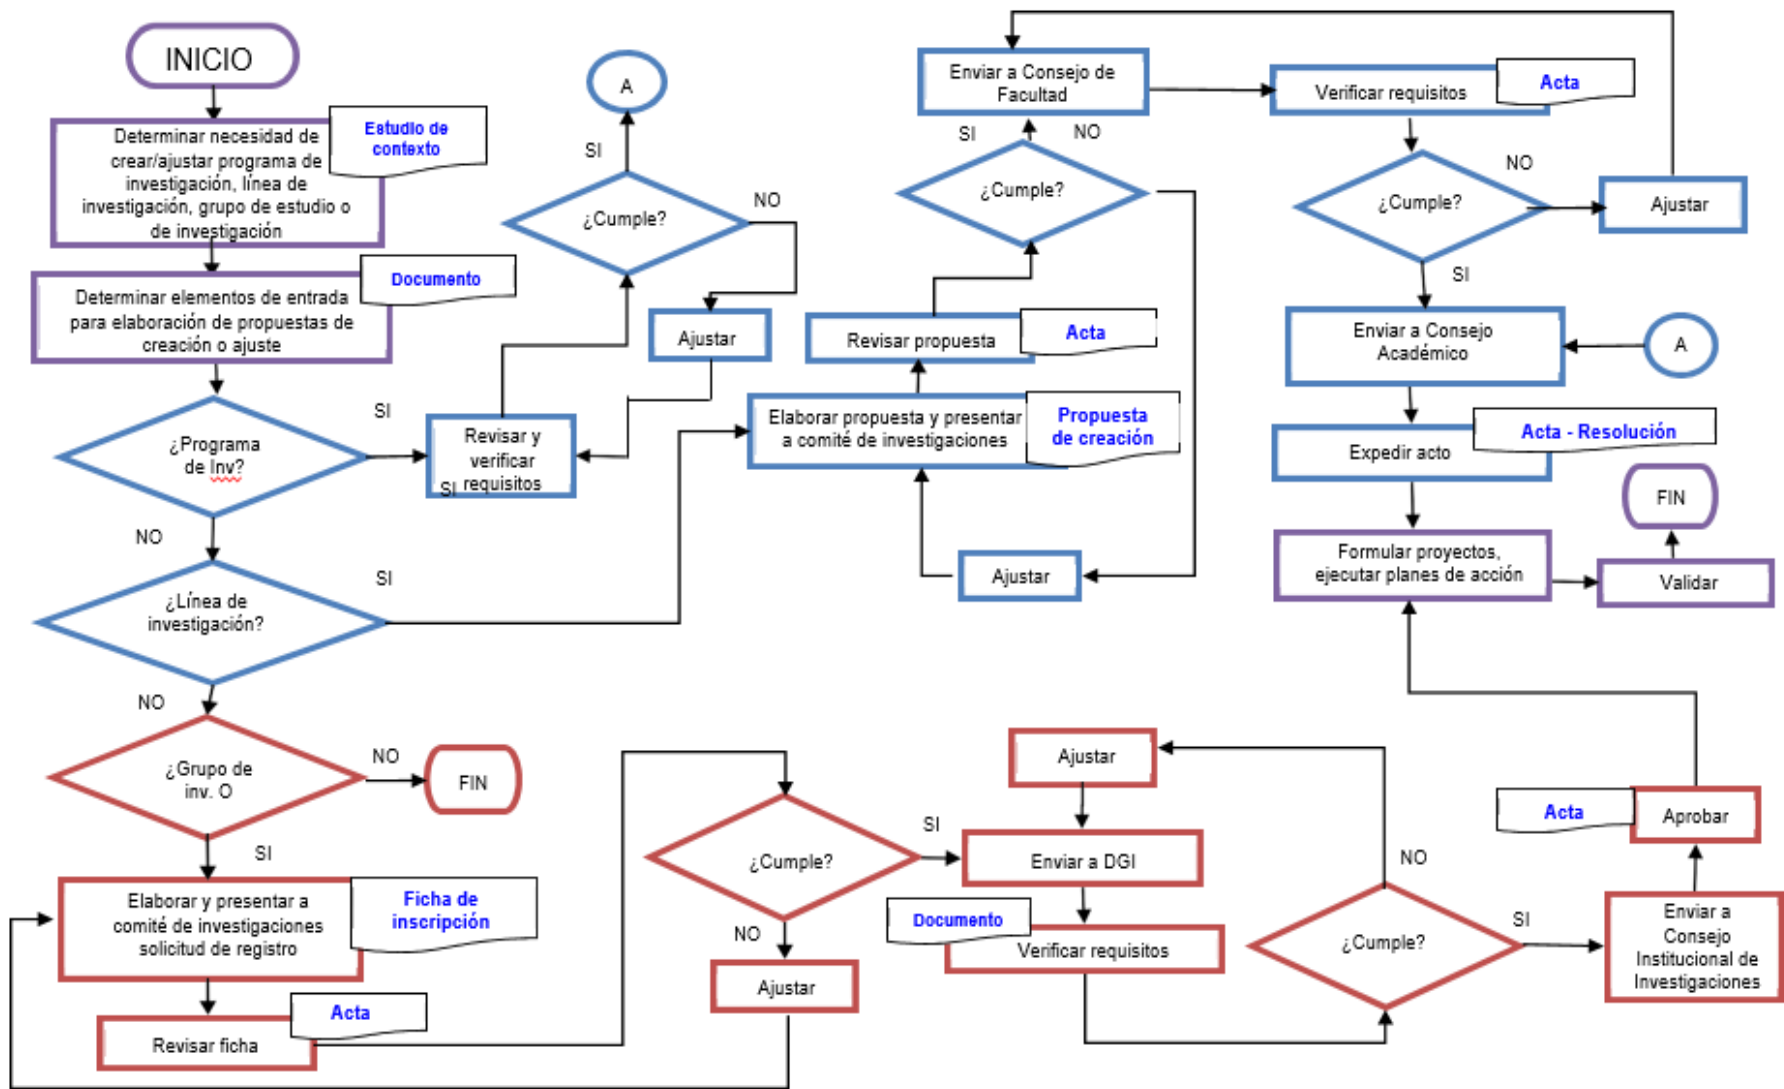 INICIO
Determinar necesidad de
crear/ajustar programa de
investigación, línea de
investigación, grupo de estudio o
de investigación
Estudio de
contexto
Determinar elementos de entrada
para elaboración de propuestas de
creación o ajuste
Documento
¿Programa
de Inv?
SI
NO
Revisar y
verificar
requisitos
SI
¿Cumple?
SI
NO
A
Ajustar
¿Línea de
investigación?
SI
NO
Elaborar propuesta y presentar
a comité de investigaciones
Propuesta
de creación
Revisar propuesta
Acta
¿Cumple?
SI
NO
Ajustar
Enviar a Consejo de
Facultad
Verificar requisitos
Acta
¿Cumple?
NO
Ajustar
SI
Enviar a Consejo
Académico
A
Expedir acto
Acta - Resolución
Formular proyectos,
ejecutar planes de acción
Validar
FIN
¿Grupo de
inv. O
NO
FIN
SI
Elaborar y presentar a
comité de investigaciones
solicitud de registro
Ficha de
inscripción
Revisar ficha
Acta
¿Cumple?
SI
NO
Ajustar
Ajustar
Enviar a DGI
Documento
Verificar requisitos
¿Cumple?
NO
SI
Enviar a
Consejo
Institucional de
Investigaciones
Aprobar
Acta